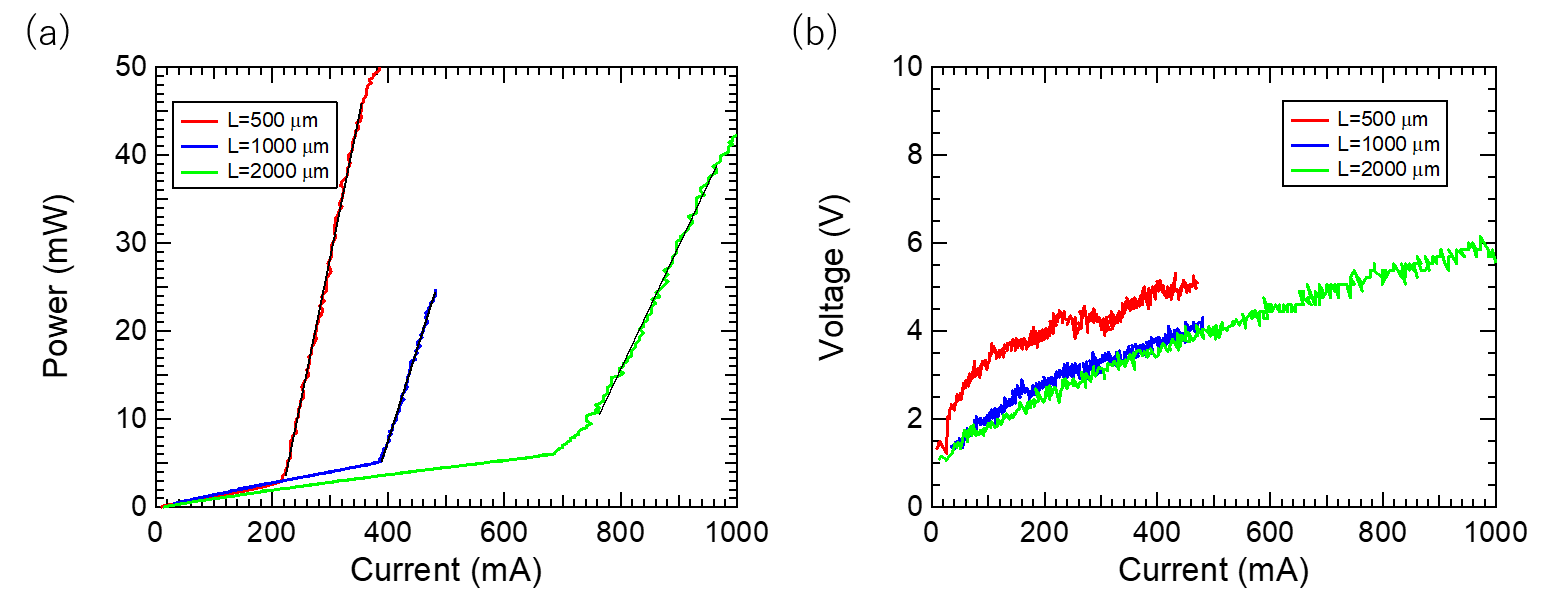 (a)
50
40
30
20
10
0
Power (mW)
L=500 μm
L=1000 μm
L=2000 μm
0 200 400 600 800 1000
Current (mA)
(b)
10
8
6
4
2
0
Voltage (V)
L=500 μm
L=1000 μm
L=2000 μm
0 200 400 600 800 1000
Current (mA)